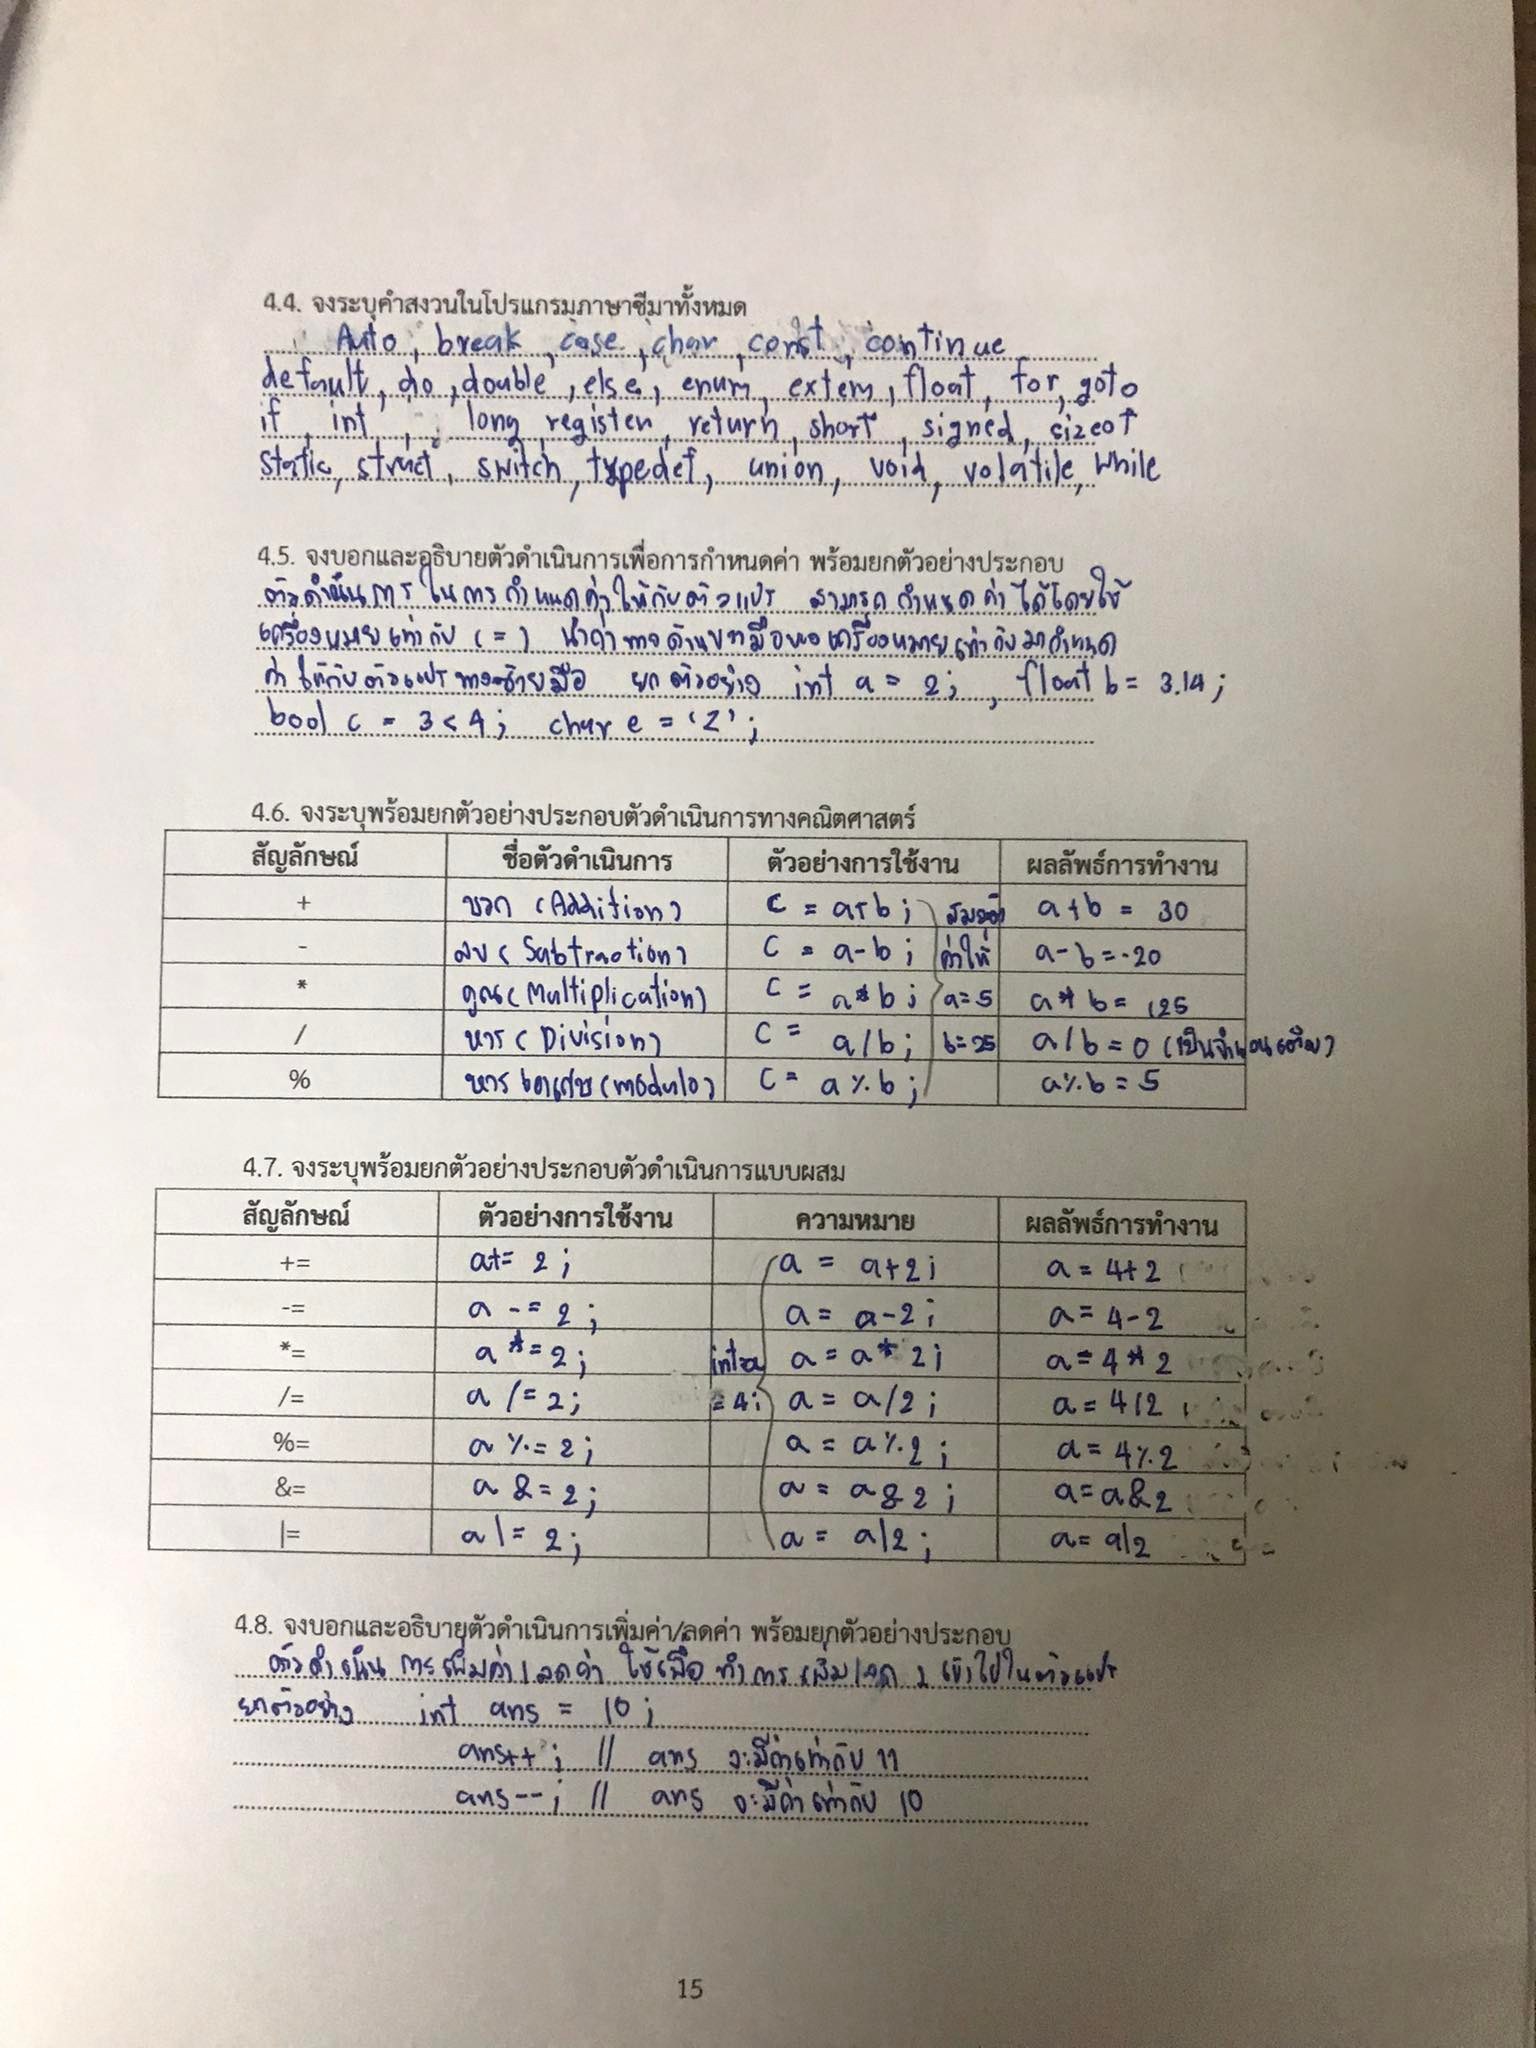 4.4. จงระบุคำสงวนในโปรแกรมภาษาซีมาทั้งหมด
Auto , break , case , char , const , continue
default, do , double , else , enum , extern , float , for , goto
if , int , long register , return , short , signed , sizeof
static , struct , switch , typedef , union , void , volatile , while
4.5. จงบอกและอธิบายตัวดำเนินการเพื่อการกำหนดค่า พร้อมยกตัวอย่างประกอบ
ตัวดำเนินการ ในการกำหนดค่าให้กับตัวแปร สามารถ กำหนด ค่า ได้โดยใช้
เครื่องหมายเท่ากับ (=) นำค่าทางด้านขวามือของเครื่องหมายเท่ากับมากำหนด
ค่า ให้กับตัวแปรทางซ้ายมือ ยกตัวอย่าง int a = 2; , float b = 3.14;
bool c = 3<4; char e = '2';
4.6. จงระบุพร้อมยกตัวอย่างประกอบตัวดำเนินการทางคณิตศาสตร์
สัญลักษณ์ ชื่อตัวดำเนินการ ตัวอย่างการใช้งาน ผลลัพธ์การทำงาน
+ บวก (Addition) c = a+b; สมมติ a+b = 30
- ลบ (Subtraction) c = a-b; ค่าให้ a-b = -20
* คูณ (Multiplication) c = a*b; a=5 a*b = 125
/ หาร (Division) c = a/b; b=25 a/b = 0 (เป็นจำนวนเต็ม)
% หารเอาเศษ (modulo) c = a%b; a%b = 5
4.7. จงระบุพร้อมยกตัวอย่างประกอบตัวดำเนินการแบบผสม
สัญลักษณ์ ตัวอย่างการใช้งาน ความหมาย ผลลัพธ์การทำงาน
+= a+= 2; a = a+2; a = 4+2
-= a -= 2; a = a-2; a = 4-2
*= a *= 2; int a a = a*2; a = 4*2
/= a /= 2; = 4; a = a/2; a = 4/2
%= a %= 2; a = a%2; a = 4%2
&= a &= 2; a = a&2; a = a&2
|= a |= 2; a = a|2; a = a|2
4.8. จงบอกและอธิบายตัวดำเนินการเพิ่มค่า/ลดค่า พร้อมยกตัวอย่างประกอบ
ตัวดำเนินการเพิ่มค่า/ลดค่า ใช้เพื่อ ทำการ เพิ่ม/ลด 1 เข้าไปในตัวแปร
ยกตัวอย่าง int ans = 10;
ans++; // ans จะมีค่าเท่ากับ 11
ans--; // ans จะมีค่าเท่ากับ 10
15